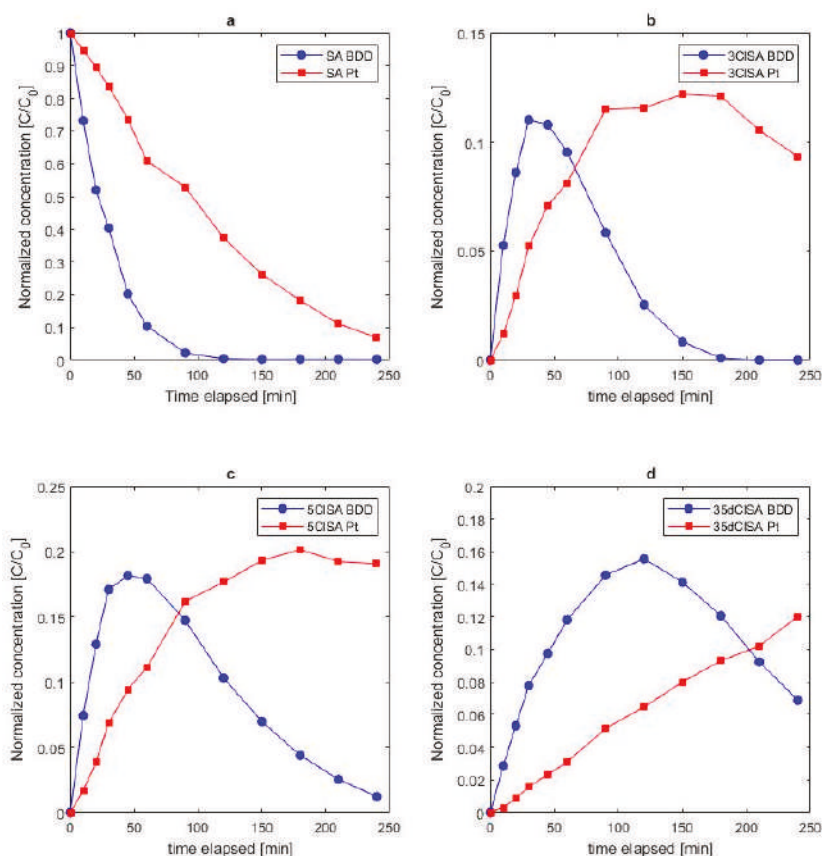 a
SA BDD
SA Pt
Normalized concentration [C/C0]
1
0.9
0.8
0.7
0.6
0.5
0.4
0.3
0.2
0.1
0
0 50 100 150 200 250
Time elapsed [min]
b
3ClSA BDD
3ClSA Pt
Normalized concentration [C/C0]
0.15
0.1
0.05
0
0 50 100 150 200 250
time elapsed [min]
c
5ClSA BDD
5ClSA Pt
Normalized concentration [C/C0]
0.25
0.2
0.15
0.1
0.05
0
0 50 100 150 200 250
time elapsed [min]
d
35dClSA BDD
35dClSA Pt
Normalized concentration [C/C0]
0.2
0.18
0.16
0.14
0.12
0.1
0.08
0.06
0.04
0.02
0
0 50 100 150 200 250
time elapsed [min]